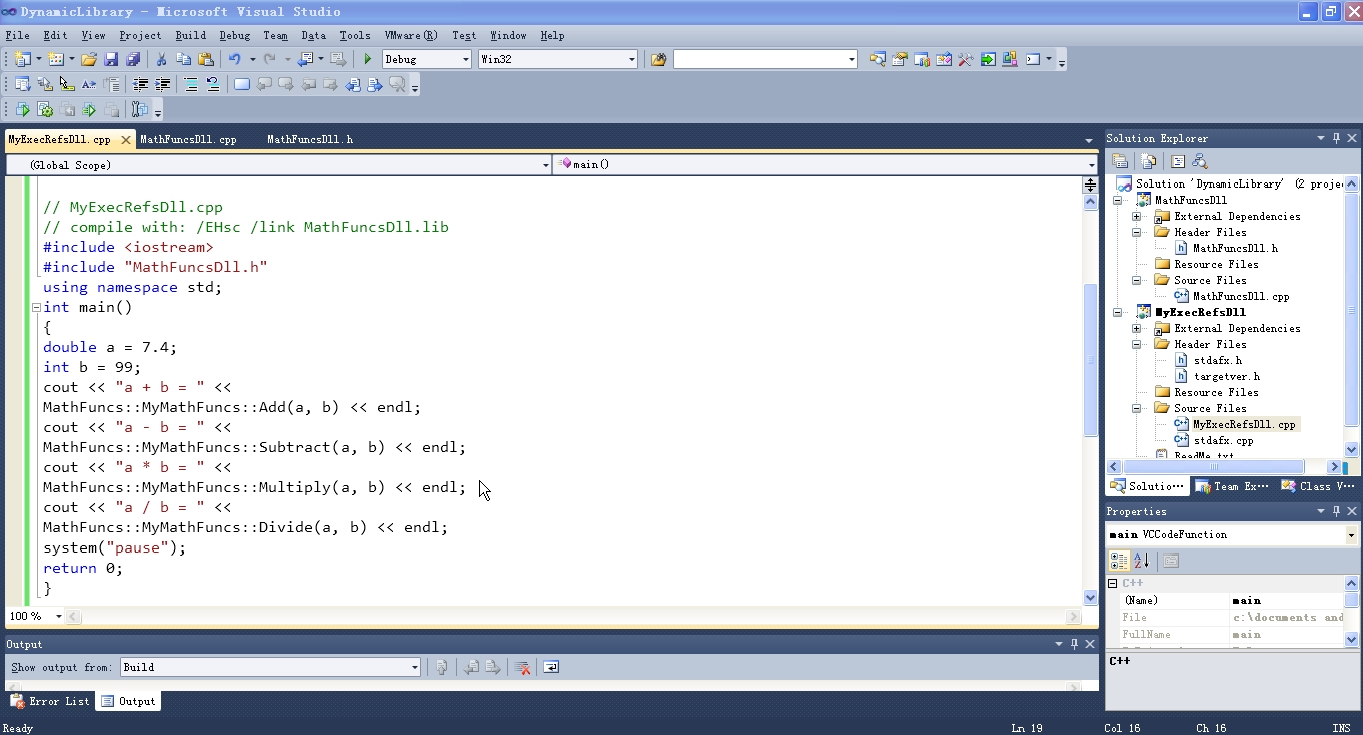 DynamicLibrary - Microsoft Visual Studio
File Edit View Project Build Debug Team Data Tools VMware(R) Test Window Help
Debug Win32
MyExecRefsDll.cpp MathFuncsDll.cpp MathFuncsDll.h
(Global Scope) main()
// MyExecRefsDll.cpp
// compile with: /EHsc /link MathFuncsDll.lib
#include <iostream>
#include "MathFuncsDll.h"
using namespace std;
int main()
{
double a = 7.4;
int b = 99;
cout << "a + b = " <<
MathFuncs::MyMathFuncs::Add(a, b) << endl;
cout << "a - b = " <<
MathFuncs::MyMathFuncs::Subtract(a, b) << endl;
cout << "a * b = " <<
MathFuncs::MyMathFuncs::Multiply(a, b) << endl;
cout << "a / b = " <<
MathFuncs::MyMathFuncs::Divide(a, b) << endl;
system("pause");
return 0;
}
100 %
Output
Show output from: Build
Error List Output
Solution Explorer
Solution 'DynamicLibrary' (2 proje
MathFuncsDll
External Dependencies
Header Files
MathFuncsDll.h
Resource Files
Source Files
MathFuncsDll.cpp
MyExecRefsDll
External Dependencies
Header Files
stdafx.h
targetver.h
Resource Files
Source Files
MyExecRefsDll.cpp
stdafx.cpp
ReadMe.txt
Solutio... Team Ex... Class V...
Properties
main VCCodeFunction
C++
(Name) main
File c:\documents and
FullName main
C++
Ready Ln 19 Col 16 Ch 16 INS